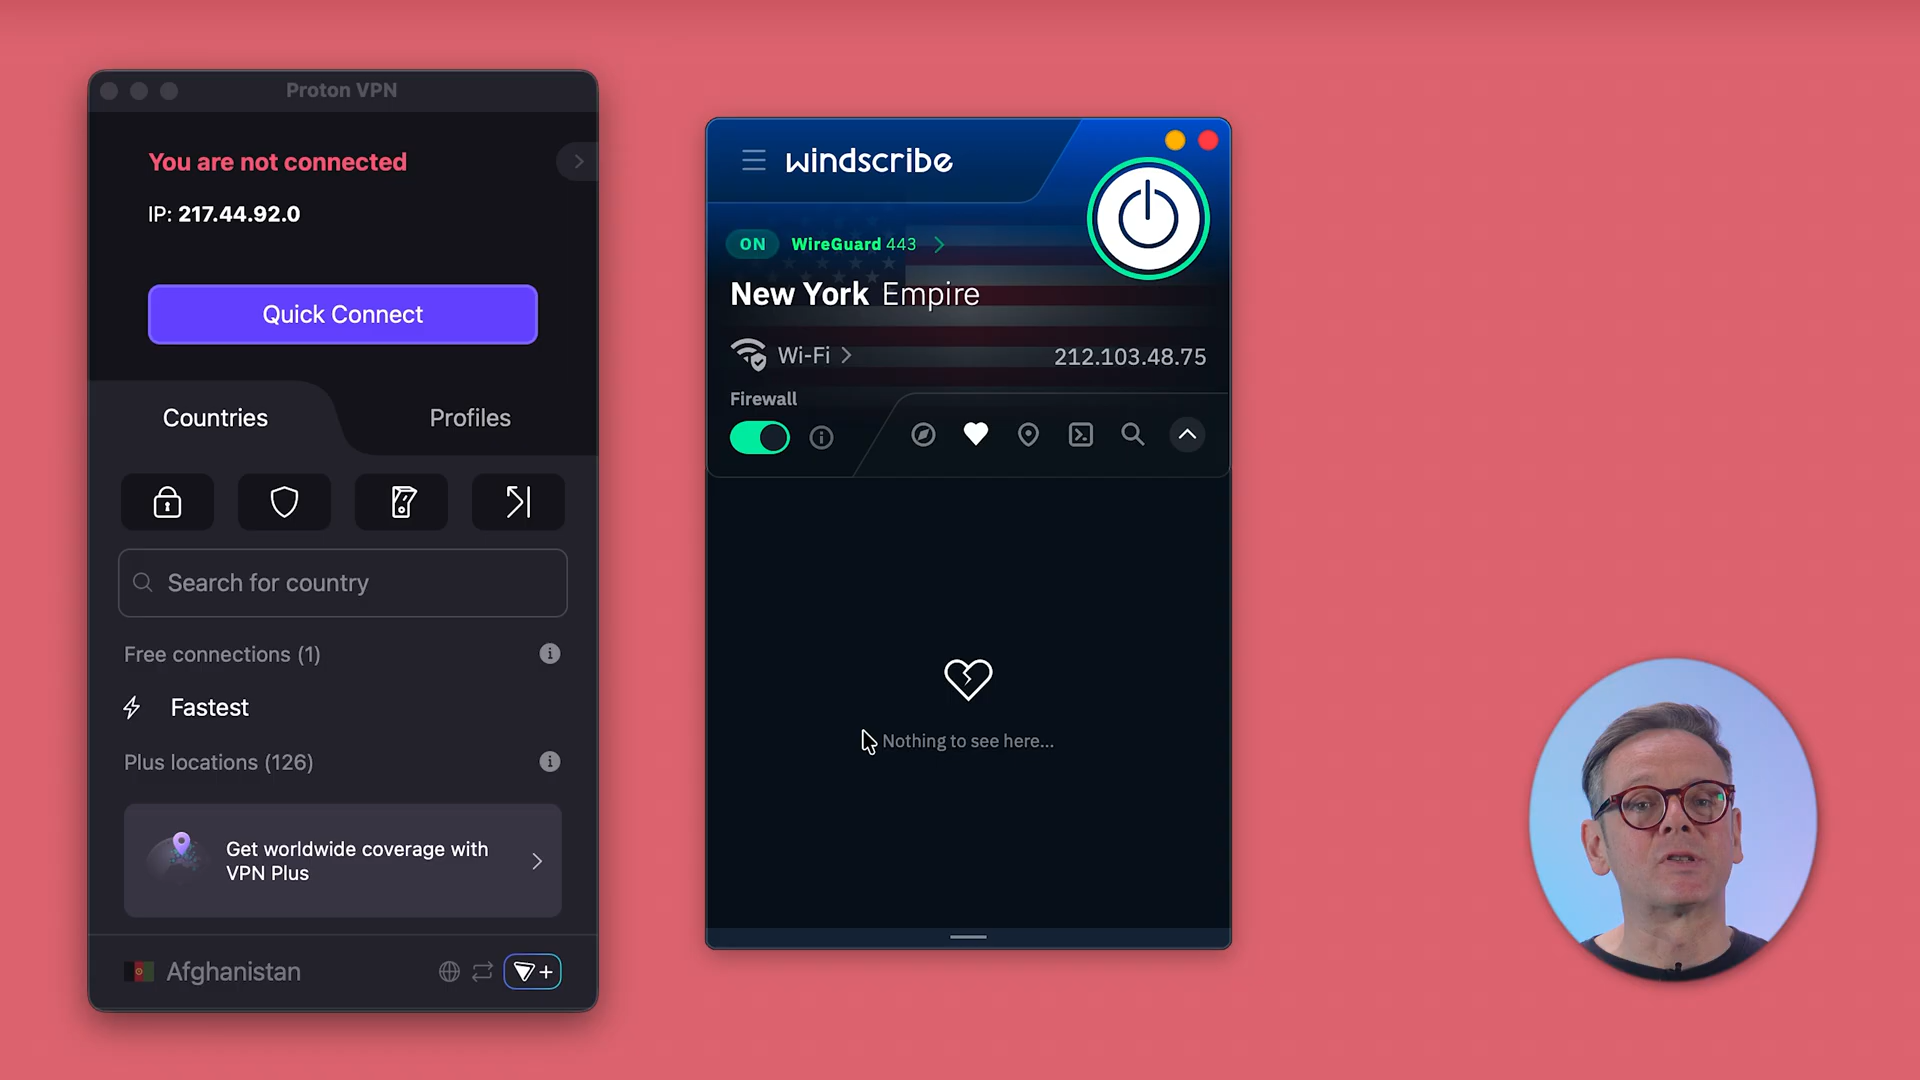 Proton VPN
You are not connected
IP: 217.44.92.0
Quick Connect
Countries
Profiles
Search for country
Free connections (1)
Fastest
Plus locations (126)
Get worldwide coverage with
VPN Plus
Afghanistan
windscribe
ON WireGuard 443
New York Empire
Wi-Fi
212.103.48.75
Firewall
Nothing to see here...